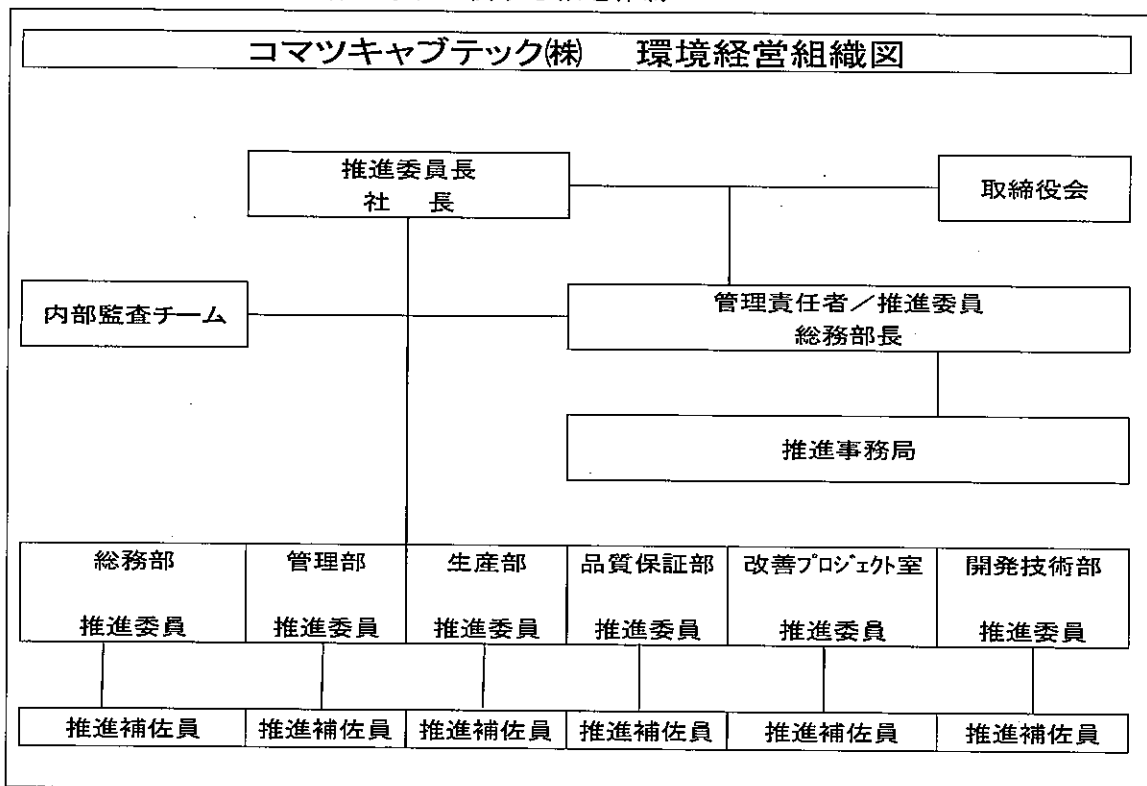 コマツキャブテック㈱　環境経営組織図
推進委員長
社　長
取締役会
内部監査チーム
管理責任者／推進委員
総務部長
推進事務局
総務部
推進委員
管理部
推進委員
生産部
推進委員
品質保証部
推進委員
改善プロジェクト室
推進委員
開発技術部
推進委員
推進補佐員
推進補佐員
推進補佐員
推進補佐員
推進補佐員
推進補佐員